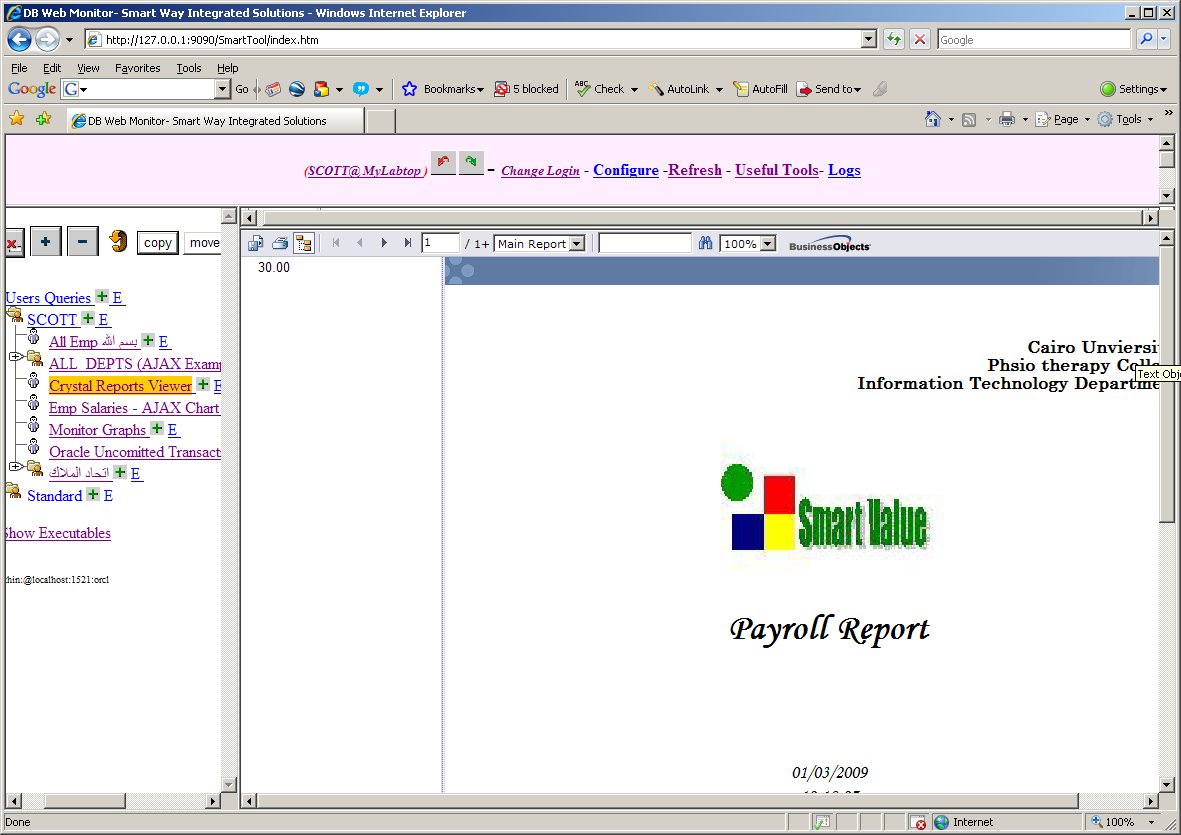 DB Web Monitor- Smart Way Integrated Solutions - Windows Internet Explorer
http://127.0.0.1:9090/SmartTool/index.htm
Google
File Edit View Favorites Tools Help
Google G Go Bookmarks 5 blocked ABC Check AutoLink AutoFill Send to Settings
DB Web Monitor- Smart Way Integrated Solutions Page Tools »
(SCOTT@MyLabtop ) - Change Login - Configure -Refresh - Useful Tools- Logs
x + - copy move
1 / 1+ Main Report 100% BusinessObjects
30.00
Users Queries + E
SCOTT + E
All Emp بسم الله + E
ALL_DEPTS (AJAX Exam
Crystal Reports Viewer + E
Emp Salaries - AJAX Chart
Monitor Graphs + E
Oracle Uncomitted Transact
اتحاد الملاك + E
Standard + E
Show Executables
thin:@localhost:1521:orcl
Cairo Unviersi
Phsio therapy Colla
Text Obj
Information Technology Departme
Smart Value
Payroll Report
01/03/2009
Done Internet 100%